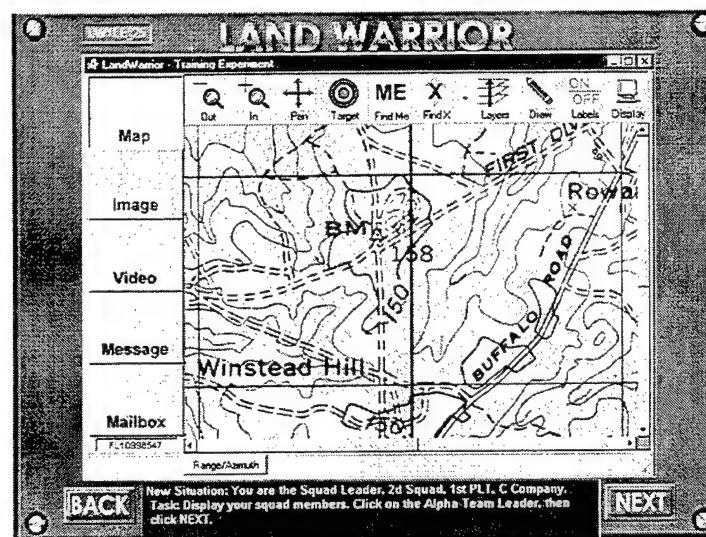 LAND WARRIOR
LandWarrior - Training Experiment
Out In Pan Target ME Find Me X Find X Layers Draw ON OFF Labels Display
Map
Image
Video
Message
Mailbox
FL10998547
FIRST DIV
Rowa
BM
158
150
BUFFALO ROAD
Winstead Hill
Range/Azimuth
BACK
New Situation: You are the Squad Leader, 2d Squad, 1st PLT, C Company.
Task: Display your squad members. Click on the Alpha Team Leader, then
click NEXT.
NEXT